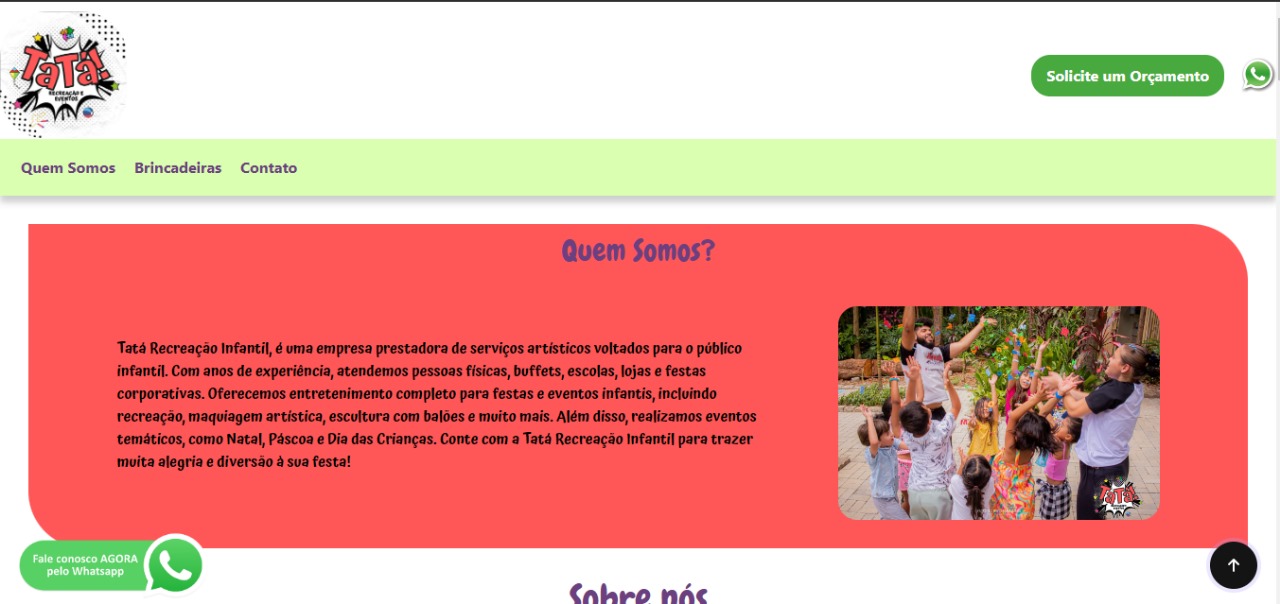 TaTá!
RECREAÇÃO E
EVENTOS
Solicite um Orçamento
Quem Somos
Brincadeiras
Contato
Quem Somos?
Tatá Recreação Infantil, é uma empresa prestadora de serviços artísticos voltados para o público
infantil. Com anos de experiência, atendemos pessoas físicas, buffets, escolas, lojas e festas
corporativas. Oferecemos entretenimento completo para festas e eventos infantis, incluindo
recreação, maquiagem artística, escultura com balões e muito mais. Além disso, realizamos eventos
temáticos, como Natal, Páscoa e Dia das Crianças. Conte com a Tatá Recreação Infantil para trazer
muita alegria e diversão à sua festa!
TaTá!
Fale conosco AGORA
pelo Whatsapp
Sobre nós